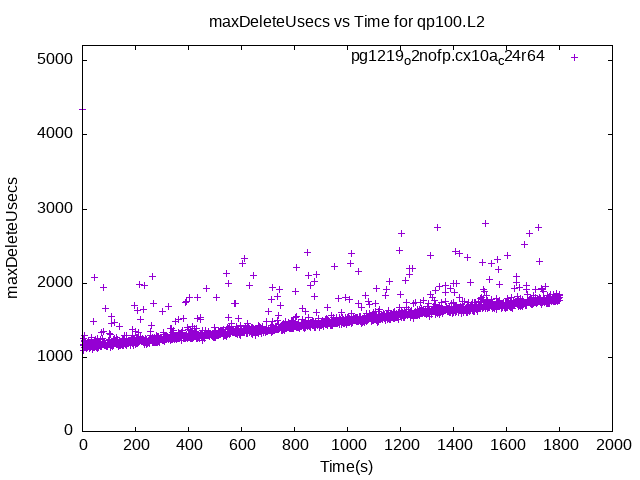 maxDeleteUsecs vs Time for qp100.L2
pg1219o2nofp.cx10ac24r64
5000
4000
3000
2000
1000
0
maxDeleteUsecs
0 200 400 600 800 1000 1200 1400 1600 1800 2000
Time(s)